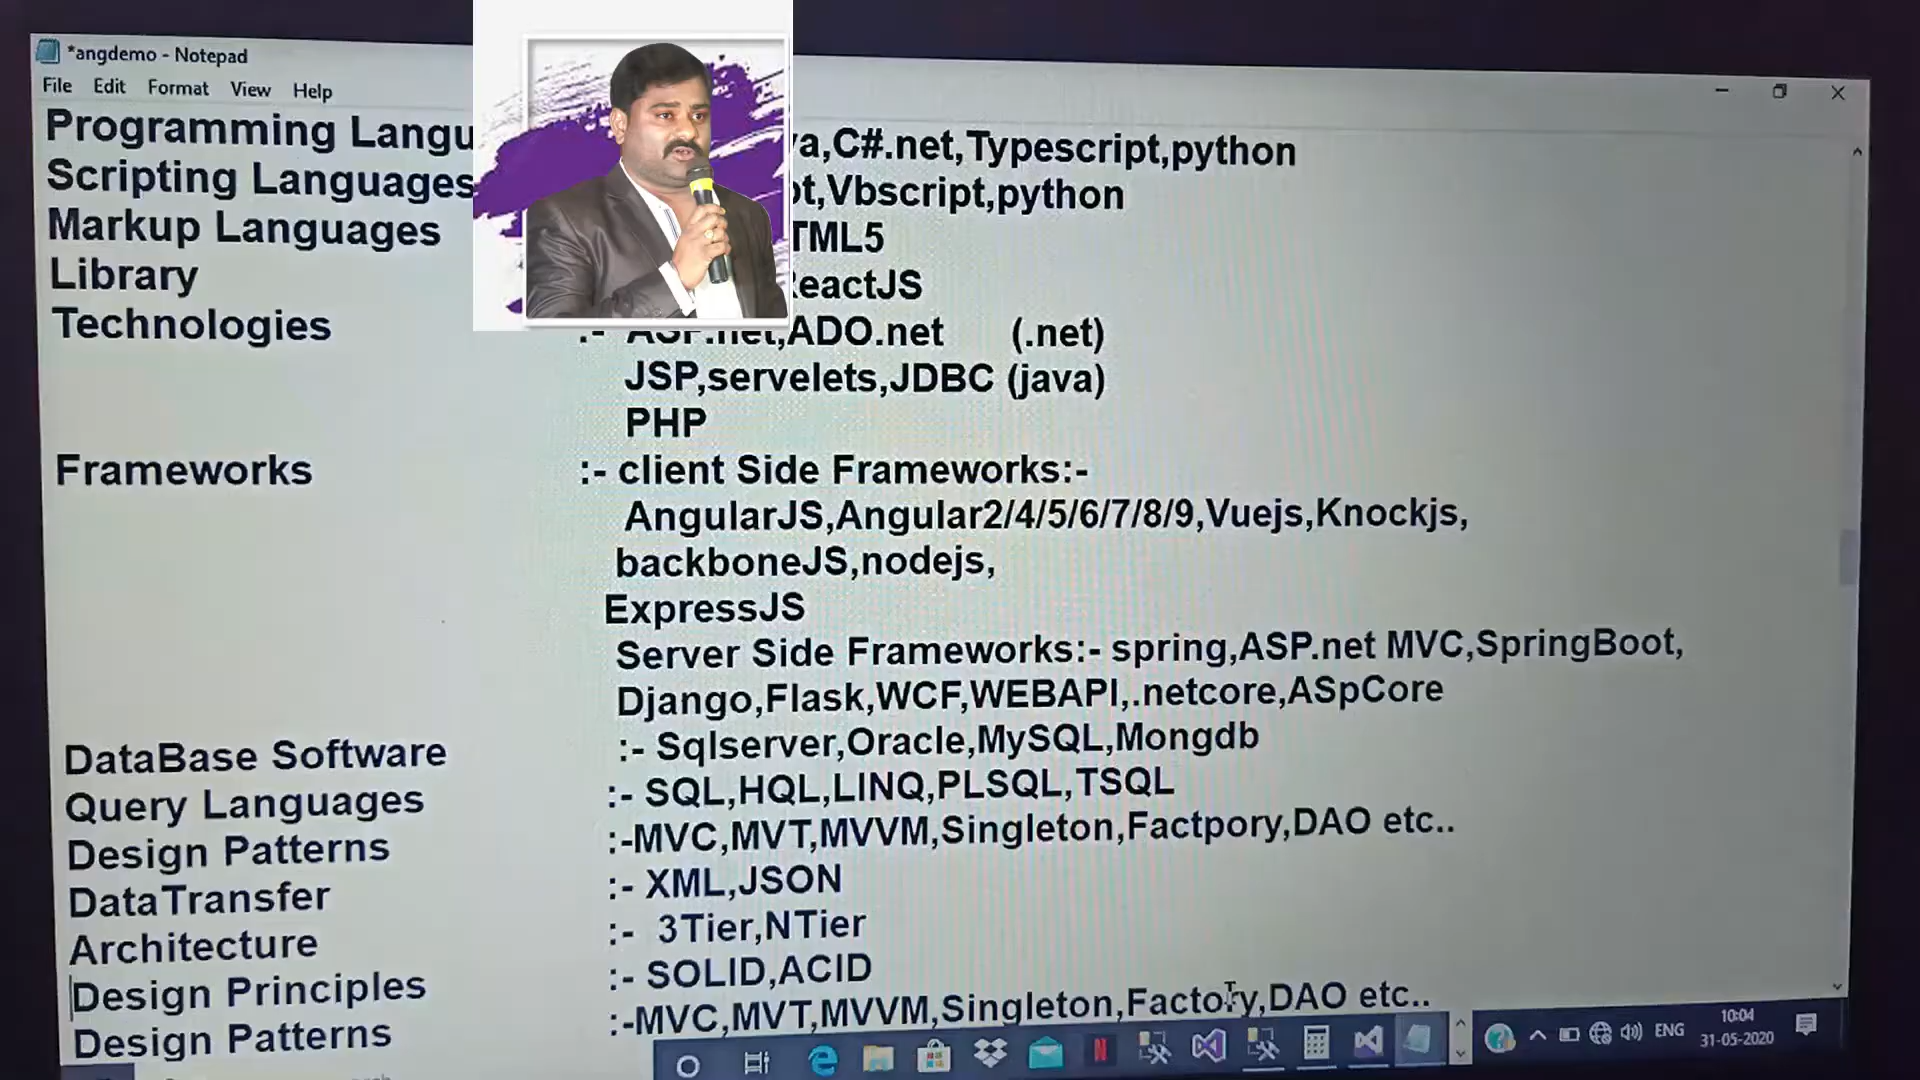 *angdemo - Notepad
File Edit Format View Help
Programming Langu a,C#.net,Typescript,python
Scripting Languages pt,Vbscript,python
Markup Languages TML5
Library ReactJS
Technologies :- ASP.net,ADO.net (.net)
JSP,servelets,JDBC (java)
PHP
Frameworks :- client Side Frameworks:-
AngularJS,Angular2/4/5/6/7/8/9,Vuejs,Knockjs,
backboneJS,nodejs,
ExpressJS
Server Side Frameworks:- spring,ASP.net MVC,SpringBoot,
Django,Flask,WCF,WEBAPI,.netcore,ASpCore
DataBase Software :- Sqlserver,Oracle,MySQL,Mongdb
Query Languages :- SQL,HQL,LINQ,PLSQL,TSQL
Design Patterns :-MVC,MVT,MVVM,Singleton,Factpory,DAO etc..
DataTransfer :- XML,JSON
Architecture :- 3Tier,NTier
Design Principles :- SOLID,ACID
Design Patterns :-MVC,MVT,MVVM,Singleton,Factory,DAO etc..
ENG
10:04
31-05-2020